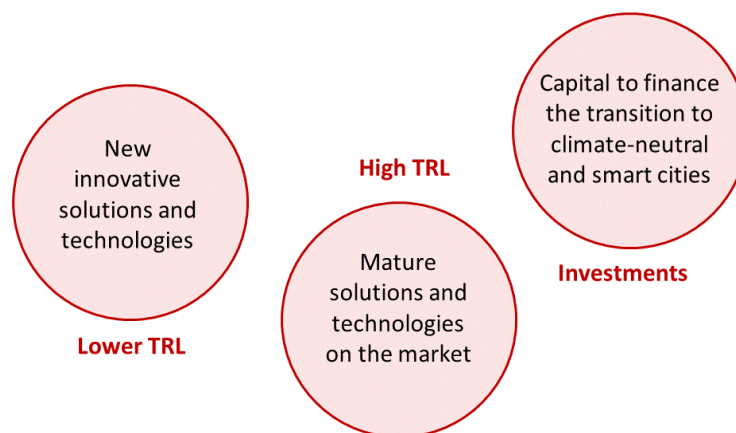 New
innovative
solutions and
technologies
Lower TRL
High TRL
Mature
solutions and
technologies
on the market
Capital to finance
the transition to
climate-neutral
and smart cities
Investments